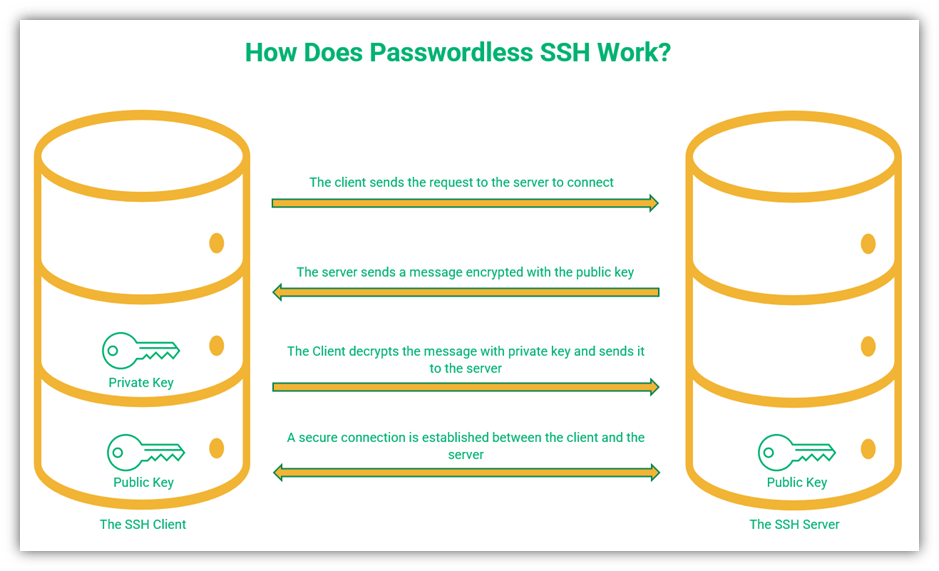 How Does Passwordless SSH Work?
The client sends the request to the server to connect
The server sends a message encrypted with the public key
The Client decrypts the message with private key and sends it
to the server
Private Key
A secure connection is established between the client and the
server
Public Key
Public Key
The SSH Client
The SSH Server